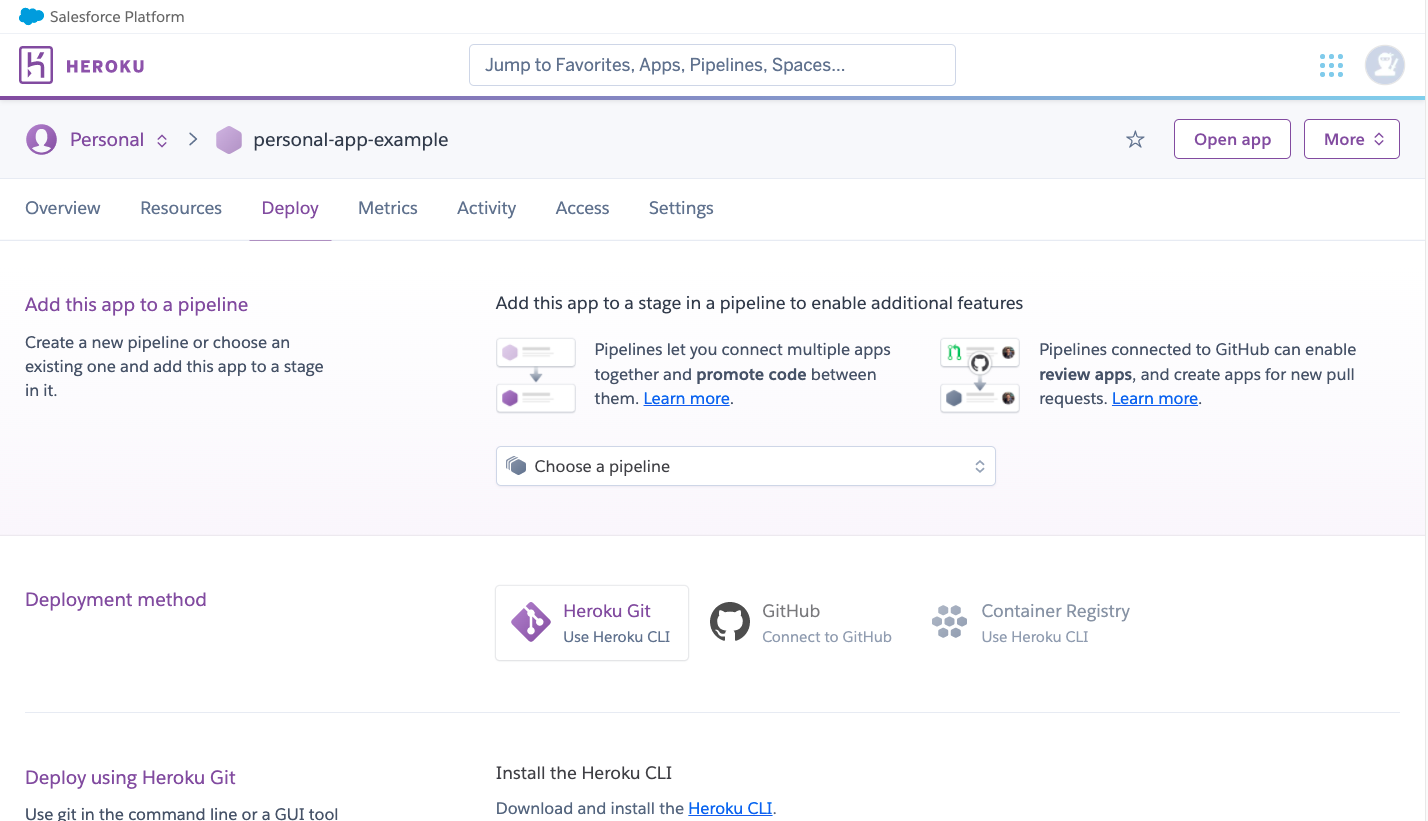 Salesforce Platform
HEROKU
Jump to Favorites, Apps, Pipelines, Spaces...
Personal
personal-app-example
Open app
More
Overview
Resources
Deploy
Metrics
Activity
Access
Settings
Add this app to a pipeline
Create a new pipeline or choose an
existing one and add this app to a stage
in it.
Add this app to a stage in a pipeline to enable additional features
Pipelines let you connect multiple apps
together and promote code between
them. Learn more.
Pipelines connected to GitHub can enable
review apps, and create apps for new pull
requests. Learn more.
Choose a pipeline
Deployment method
Heroku Git
Use Heroku CLI
GitHub
Connect to GitHub
Container Registry
Use Heroku CLI
Deploy using Heroku Git
Use git in the command line or a GUI tool
Install the Heroku CLI
Download and install the Heroku CLI.